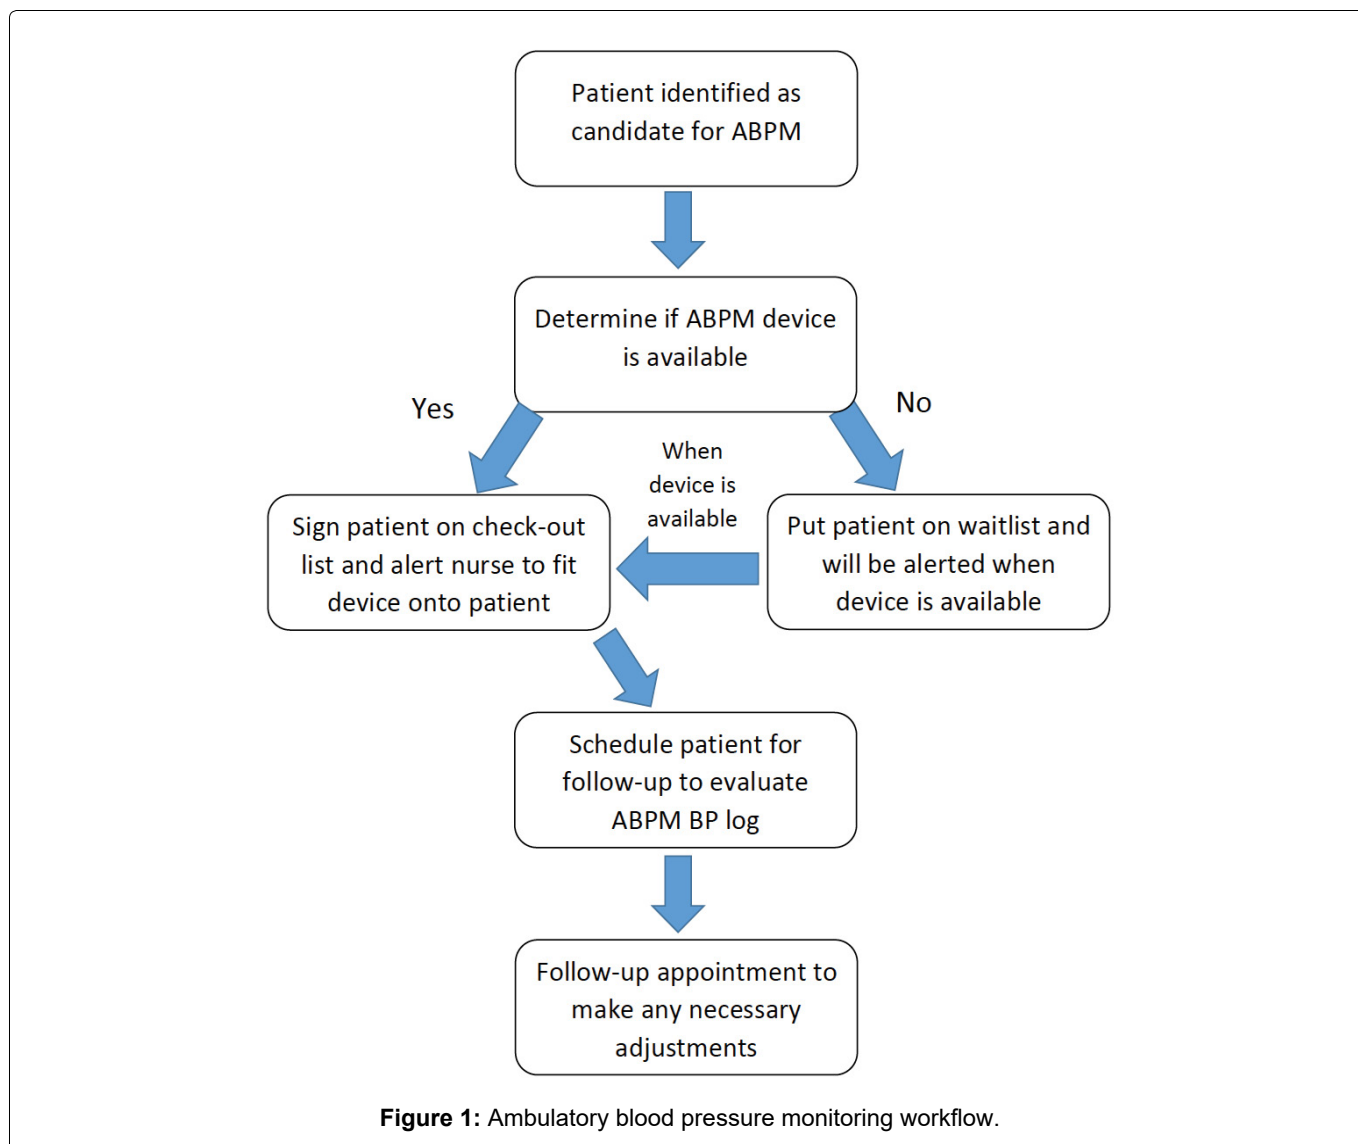 Patient identified as
candidate for ABPM
Determine if ABPM device
is available
Yes
No
When
device is
available
Sign patient on check-out
list and alert nurse to fit
device onto patient
Put patient on waitlist and
will be alerted when
device is available
Schedule patient for
follow-up to evaluate
ABPM BP log
Follow-up appointment to
make any necessary
adjustments
Figure 1: Ambulatory blood pressure monitoring workflow.